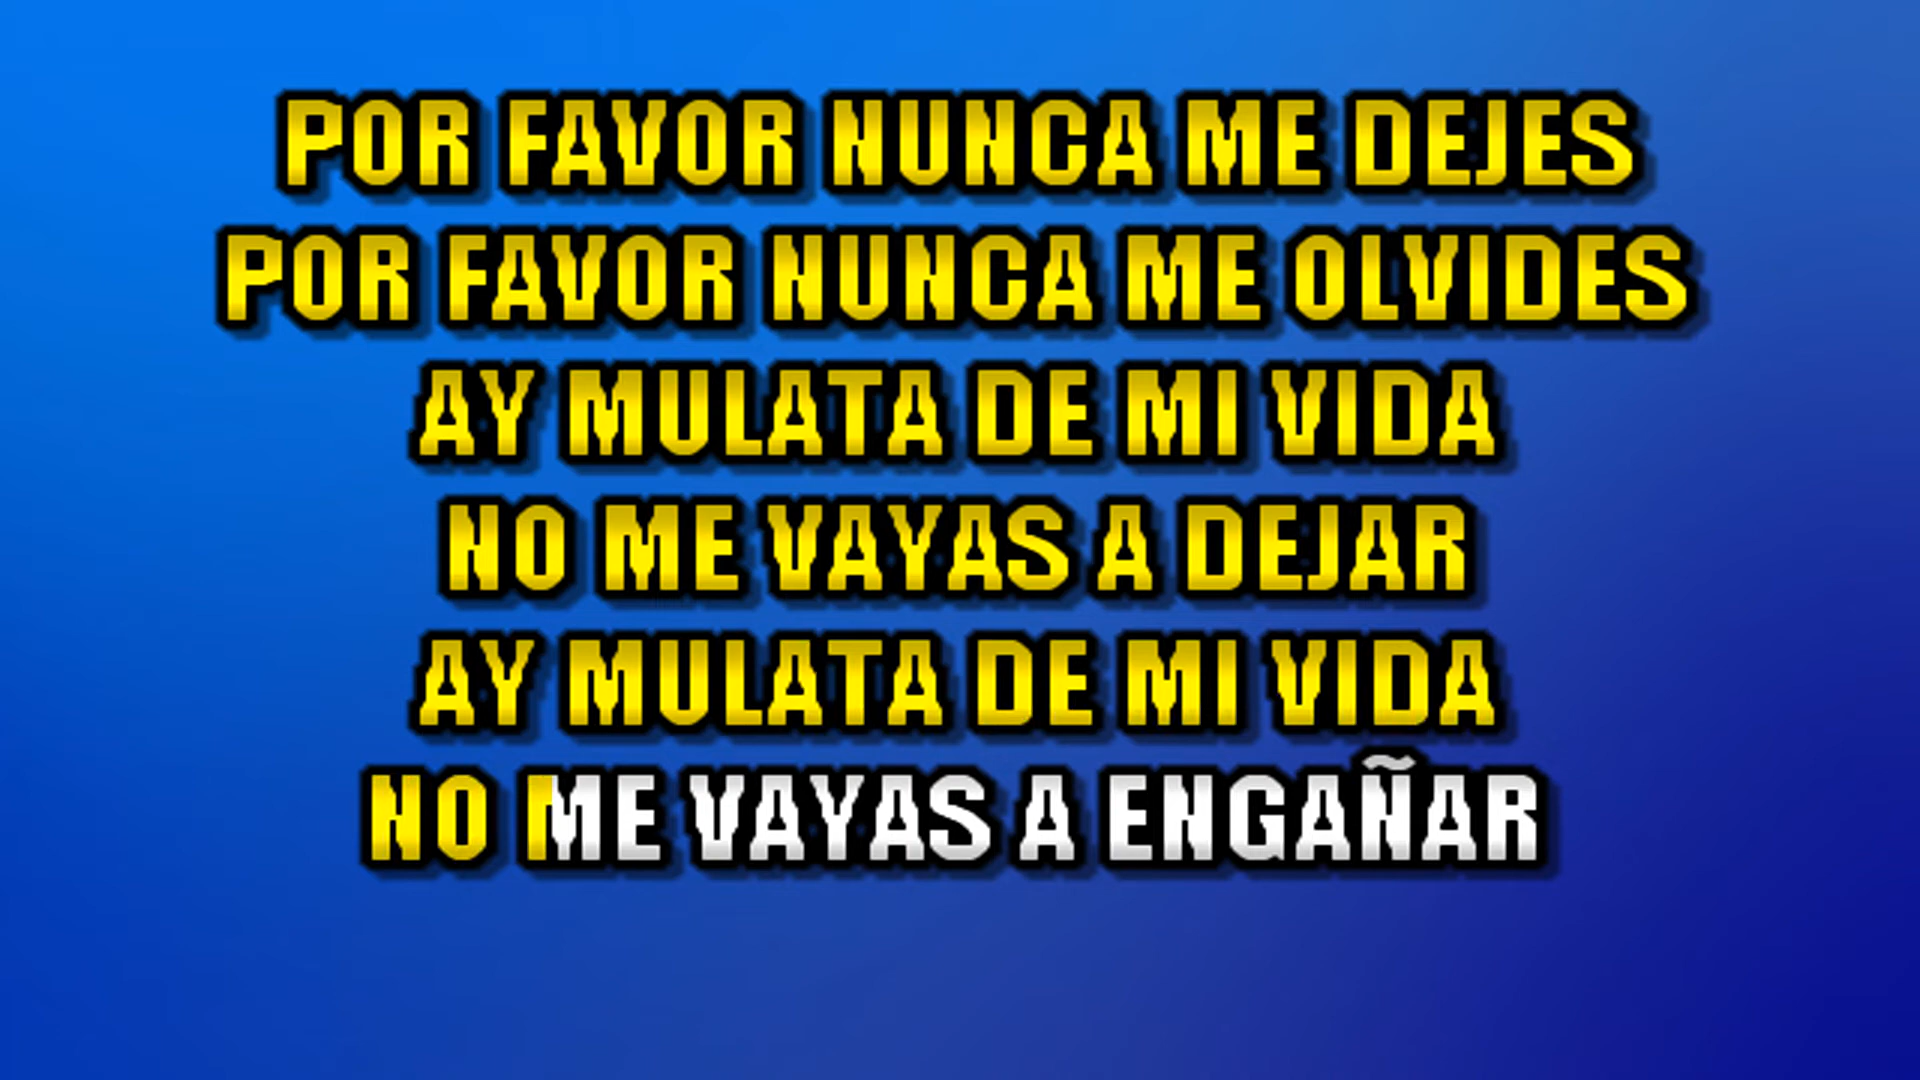 POR FAVOR NUNCA ME DEJES
POR FAVOR NUNCA ME OLVIDES
AY MULATA DE MI VIDA
NO ME VAYAS A DEJAR
AY MULATA DE MI VIDA
NO ME VAYAS A ENGAÑAR